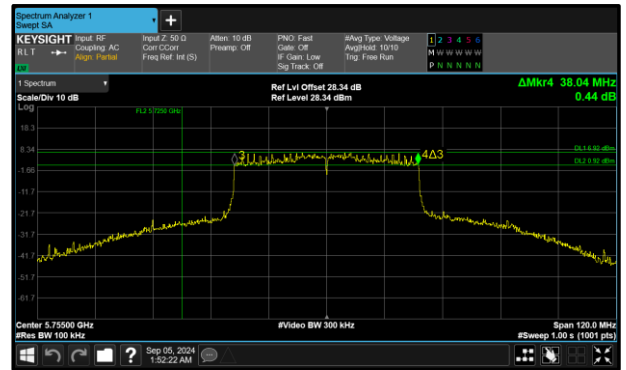 Spectrum Analyzer 1
Swept SA
+
KEYSIGHT Input: RF Input Z: 50 Ω Atten: 10 dB PNO: Fast #Avg Type: Voltage 1 2 3 4 5 6
RLT Coupling: AC Corr CCorr Preamp: Off Gate: Off Avg|Hold: 10/10 M W W W W W
Align: Partial Freq Ref: Int (S) IF Gain: Low Trig: Free Run P N N N N N
LW Sig Track: Off
1 Spectrum Ref Lvl Offset 28.34 dB ΔMkr4 38.04 MHz
Scale/Div 10 dB Ref Level 28.34 dBm 0.44 dB
Log FL2 5.7250 GHz
18.3
8.34 DL1 6.92 dBm
3 4Δ3
DL2 0.92 dBm
-1.66
-11.7
-21.7
-31.7
-41.7
-51.7
-61.7
Center 5.75500 GHz #Video BW 300 kHz Span 120.0 MHz
#Res BW 100 kHz #Sweep 1.00 s (1001 pts)
? Sep 05, 2024
1:52:22 AM